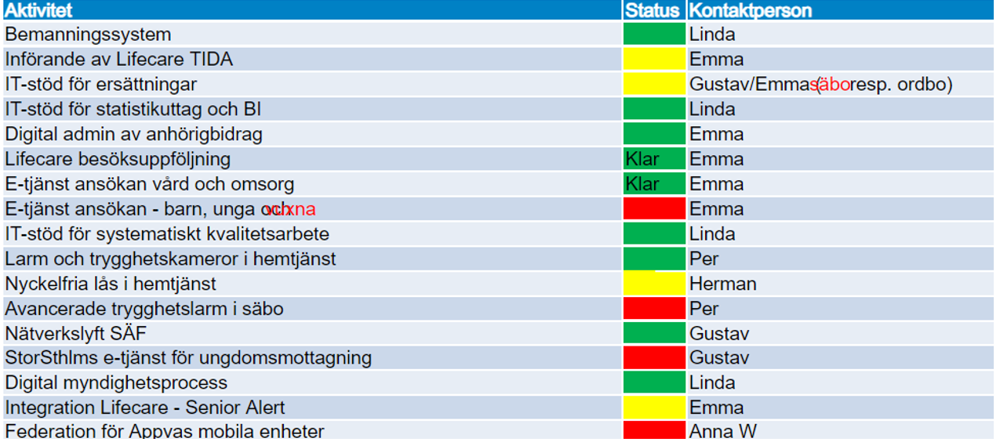 Aktivitet Status Kontaktperson
Bemanningssystem Linda
Införande av Lifecare TIDA Emma
IT-stöd för ersättningar Gustav/Emma (säbo resp. ordbo)
IT-stöd för statistikuttag och BI Linda
Digital admin av anhörigbidrag Emma
Lifecare besöksuppföljning Klar Emma
E-tjänst ansökan vård och omsorg Klar Emma
E-tjänst ansökan - barn, unga och vuxna Emma
IT-stöd för systematiskt kvalitetsarbete Linda
Larm och trygghetskameror i hemtjänst Per
Nyckelfria lås i hemtjänst Herman
Avancerade trygghetslarm i säbo Per
Nätverkslyft SÄF Gustav
StorSthlms e-tjänst för ungdomsmottagning Gustav
Digital myndighetsprocess Linda
Integration Lifecare - Senior Alert Emma
Federation för Appvas mobila enheter Anna W